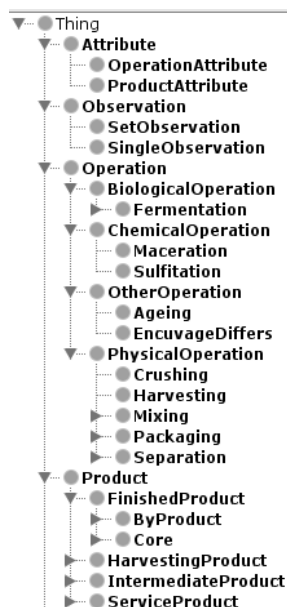 Thing
Attribute
OperationAttribute
ProductAttribute
Observation
SetObservation
SingleObservation
Operation
BiologicalOperation
Fermentation
ChemicalOperation
Maceration
Sulfitation
OtherOperation
Ageing
EncuvageDiffers
PhysicalOperation
Crushing
Harvesting
Mixing
Packaging
Separation
Product
FinishedProduct
ByProduct
Core
HarvestingProduct
IntermediateProduct
ServiceProduct